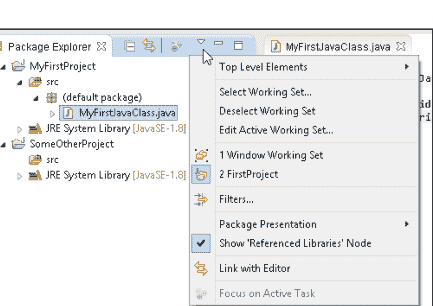 Package Explorer
MyFirstJavaClass.java
MyFirstProject
src
(default package)
MyFirstJavaClass.java
JRE System Library [JavaSE-1.8]
SomeOtherProject
src
JRE System Library [JavaSE-1.8]
Top Level Elements
Select Working Set...
Deselect Working Set
Edit Active Working Set...
1 Window Working Set
2 FirstProject
Filters...
Package Presentation
Show 'Referenced Libraries' Node
Link with Editor
Focus on Active Task